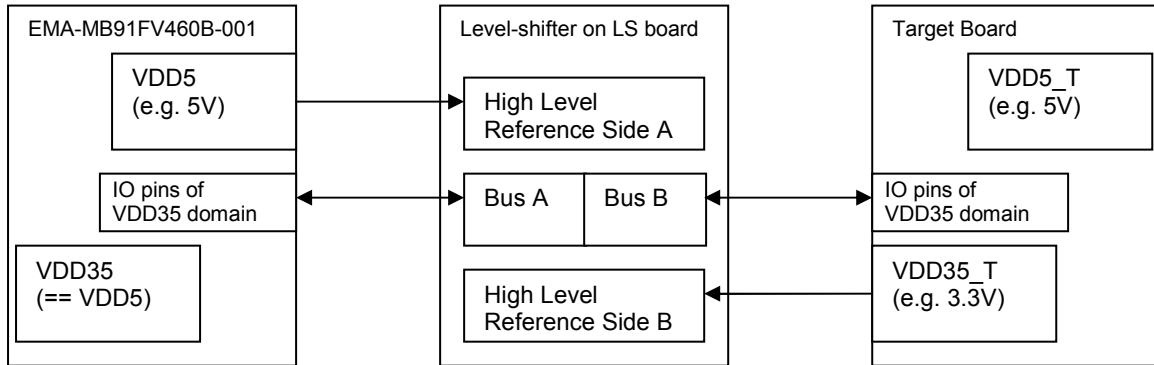 EMA-MB91FV460B-001
VDD5
(e.g. 5V)
IO pins of
VDD35 domain
VDD35
(== VDD5)
Level-shifter on LS board
High Level
Reference Side A
Bus A
Bus B
High Level
Reference Side B
Target Board
VDD5_T
(e.g. 5V)
IO pins of
VDD35 domain
VDD35_T
(e.g. 3.3V)